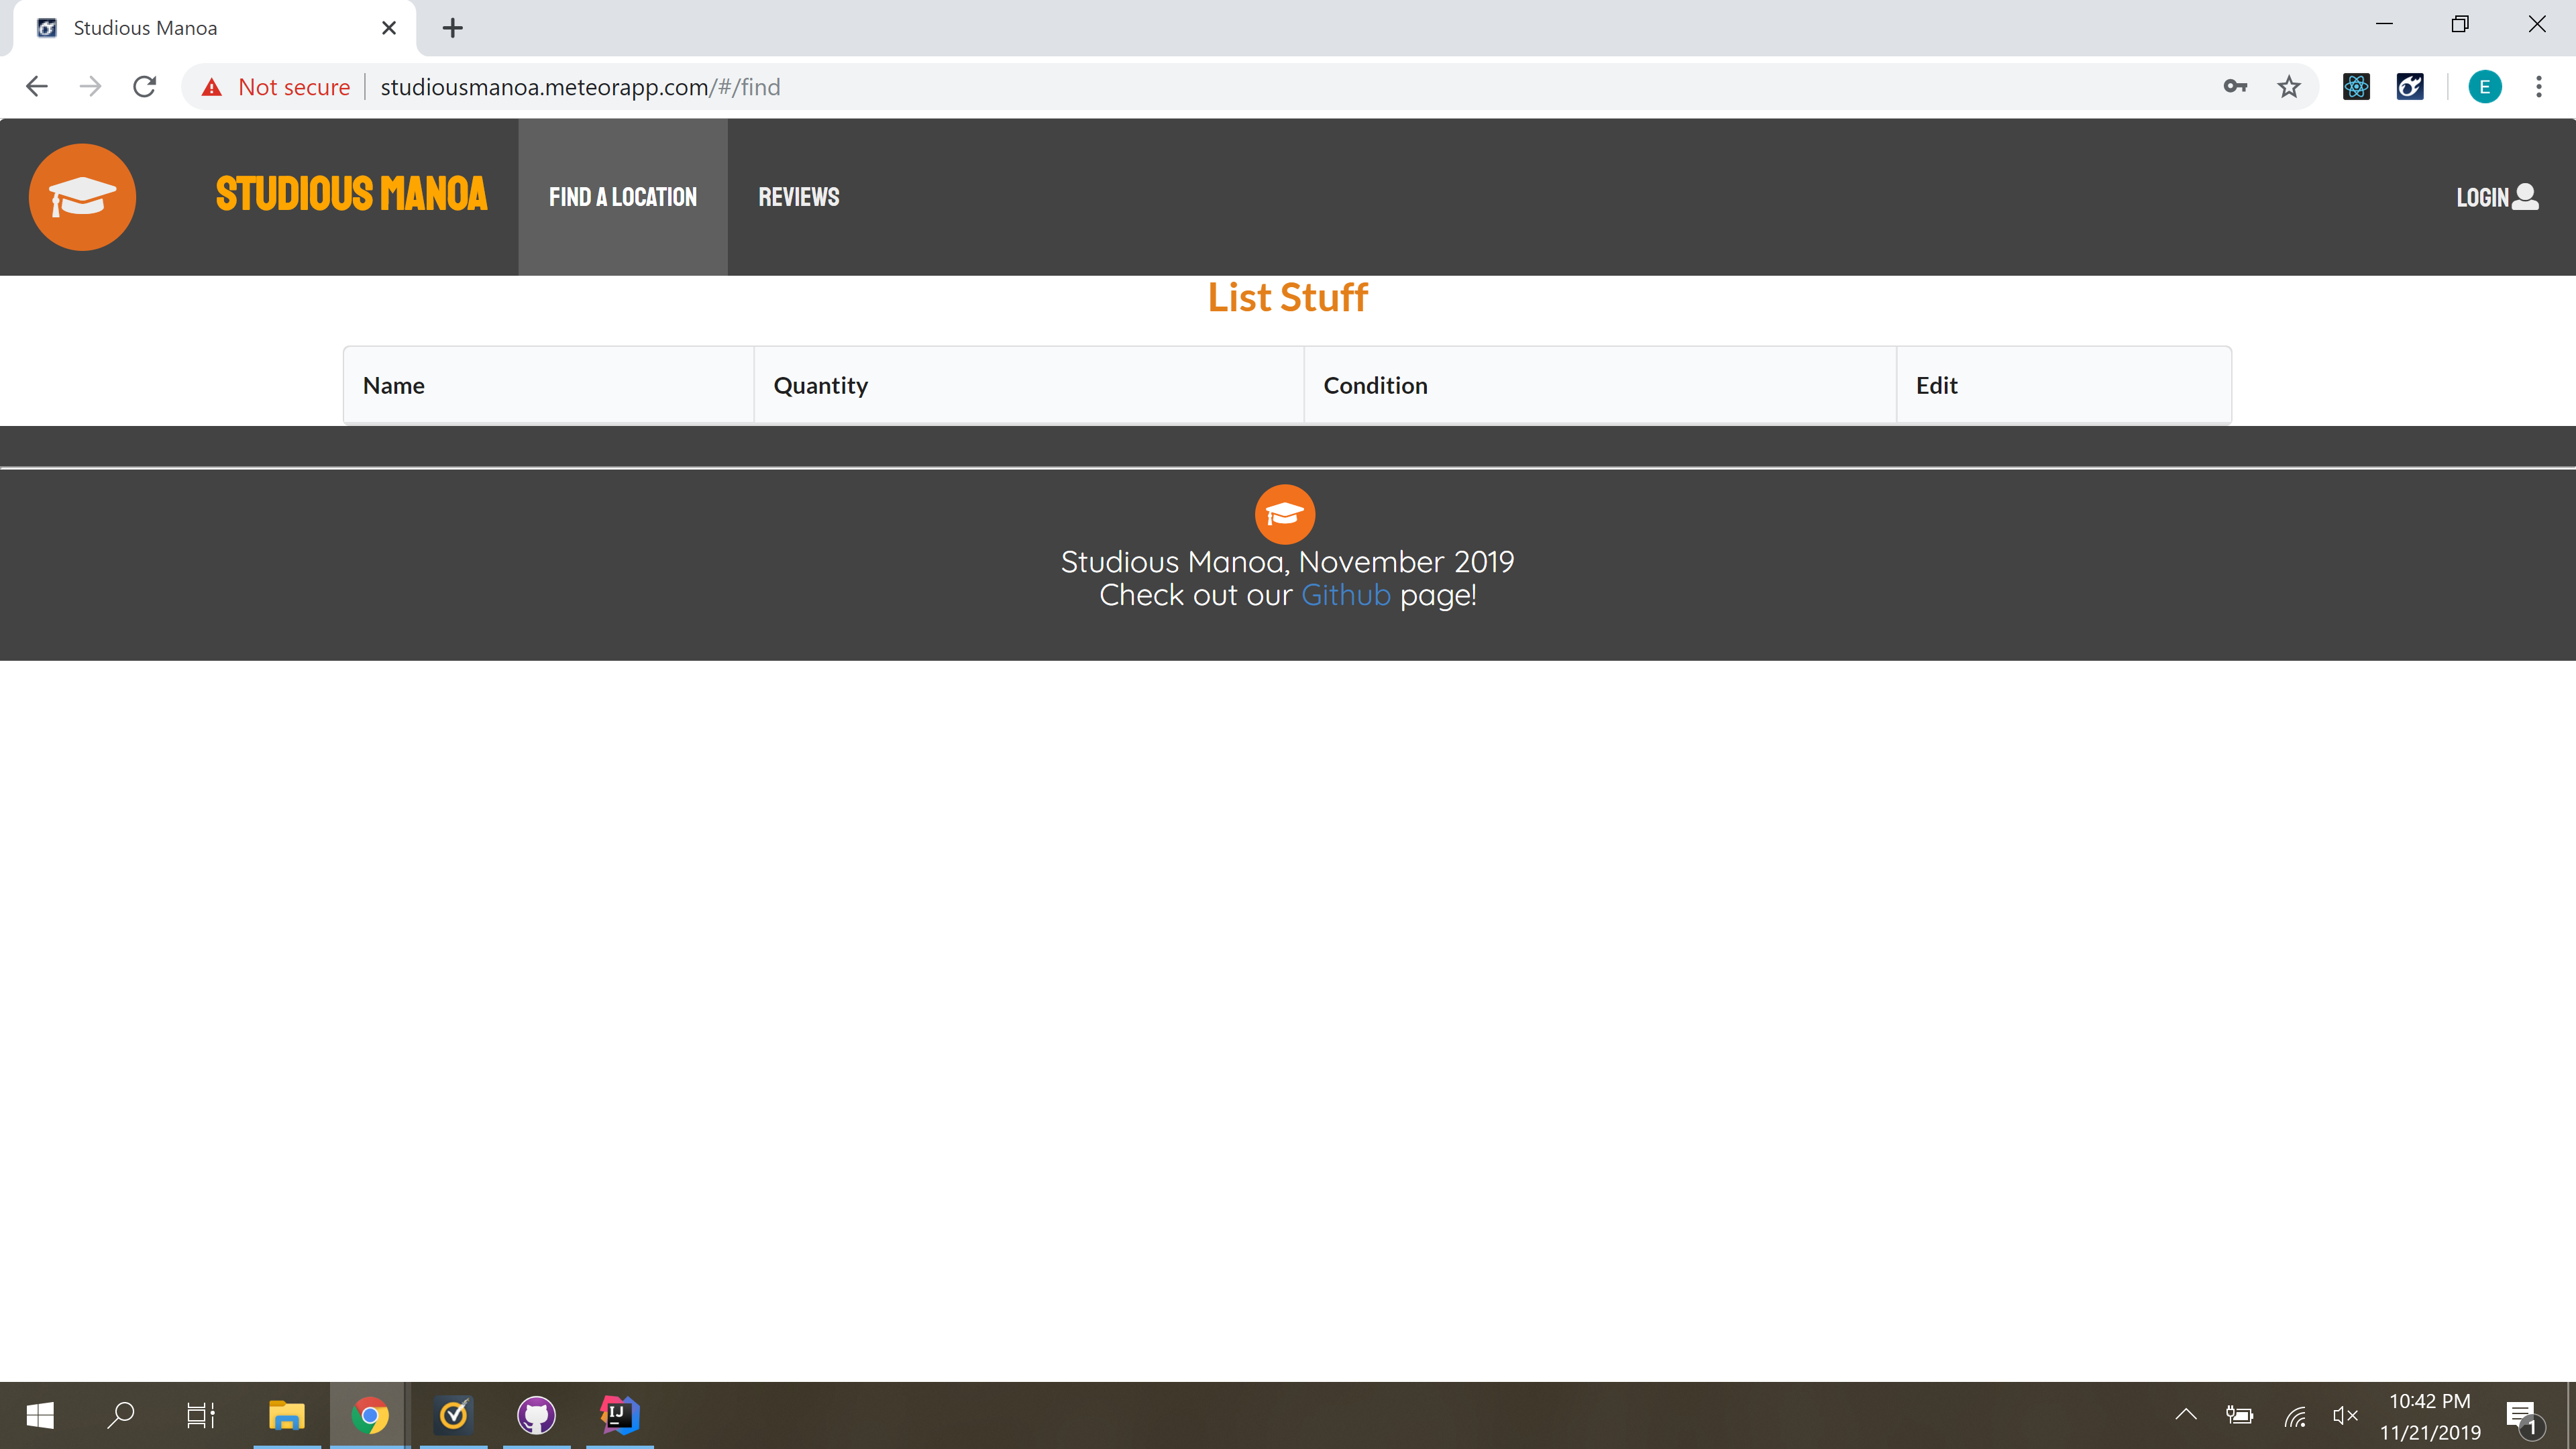 Studious Manoa
Not secure
studiousmanoa.meteorapp.com/#/find
E
STUDIOUS MANOA
FIND A LOCATION
REVIEWS
LOGIN
List Stuff
Name
Quantity
Condition
Edit
Studious Manoa, November 2019
Check out our Github page!
IJ
10:42 PM
11/21/2019
1